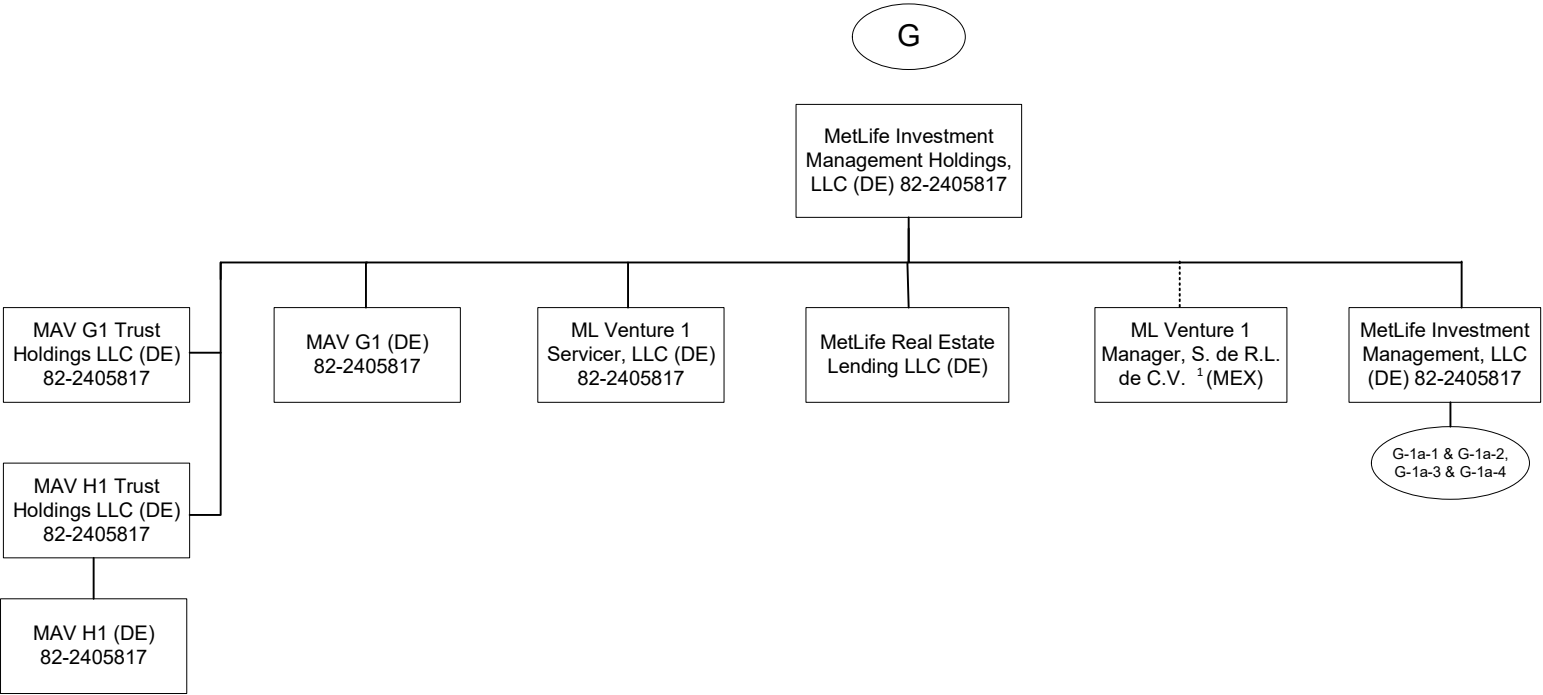 G
MetLife Investment
Management Holdings,
LLC (DE) 82-2405817
MAV G1 Trust
Holdings LLC (DE)
82-2405817
MAV G1 (DE)
82-2405817
ML Venture 1
Servicer, LLC (DE)
82-2405817
MetLife Real Estate
Lending LLC (DE)
ML Venture 1
Manager, S. de R.L.
de C.V. 1 (MEX)
MetLife Investment
Management, LLC
(DE) 82-2405817
G-1a-1 & G-1a-2,
G-1a-3 & G-1a-4
MAV H1 Trust
Holdings LLC (DE)
82-2405817
MAV H1 (DE)
82-2405817